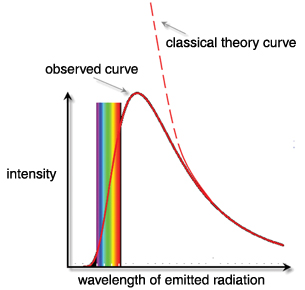 classical theory curve
observed curve
intensity
wavelength of emitted radiation